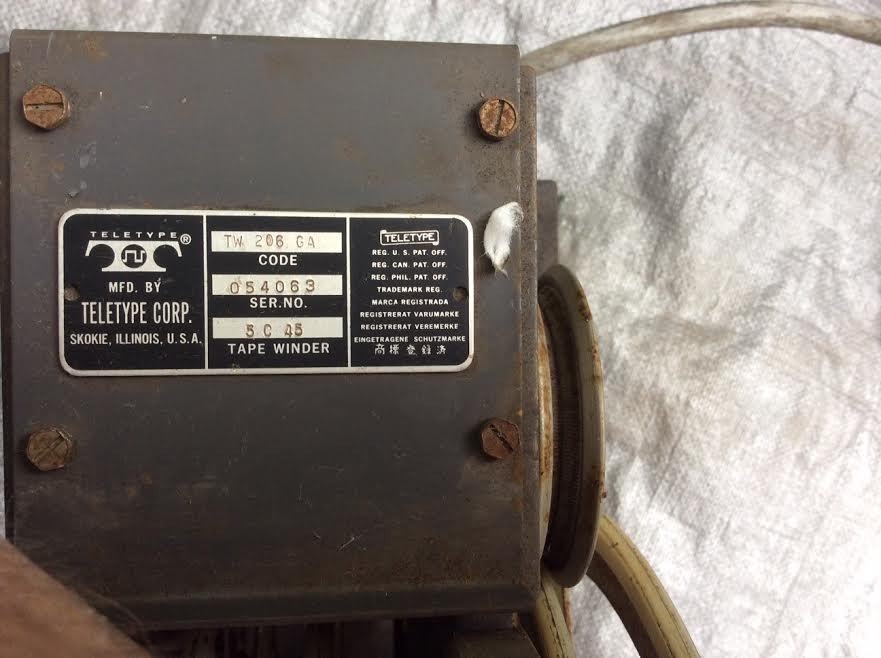 TELETYPE ®
MFD. BY
TELETYPE CORP.
SKOKIE, ILLINOIS, U.S.A.
TW 206 GA
CODE
054063
SER.NO.
5 C 45
TAPE WINDER
TELETYPE
REG. U.S. PAT. OFF.
REG. CAN. PAT. OFF.
REG. PHIL. PAT. OFF.
TRADEMARK REG.
MARCA REGISTRADA
REGISTRERAT VARUMARKE
REGISTRERAT VEREMERKE
EINGETRAGENE SCHUTZMARKE
商標登録済